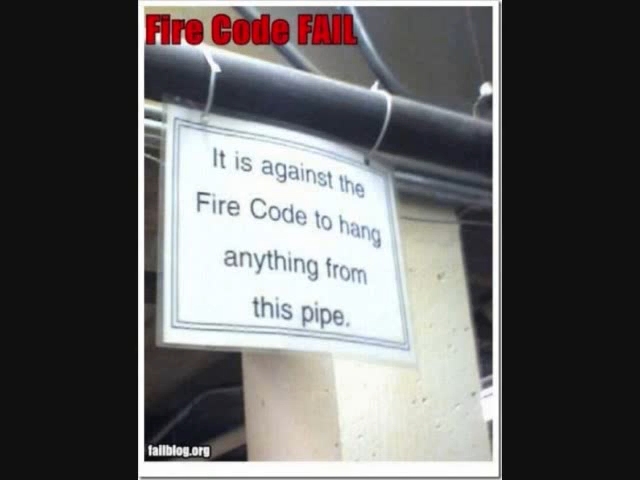 Fire Code FAIL
It is against the
Fire Code to hang
anything from
this pipe.
failblog.org